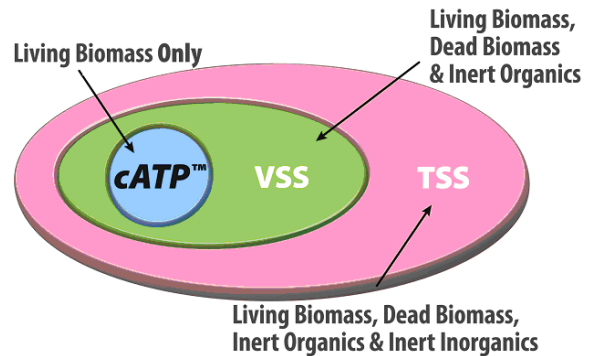 Living Biomass,
Dead Biomass
& Inert Organics
Living Biomass Only
cATP™
VSS
TSS
Living Biomass, Dead Biomass,
Inert Organics & Inert Inorganics